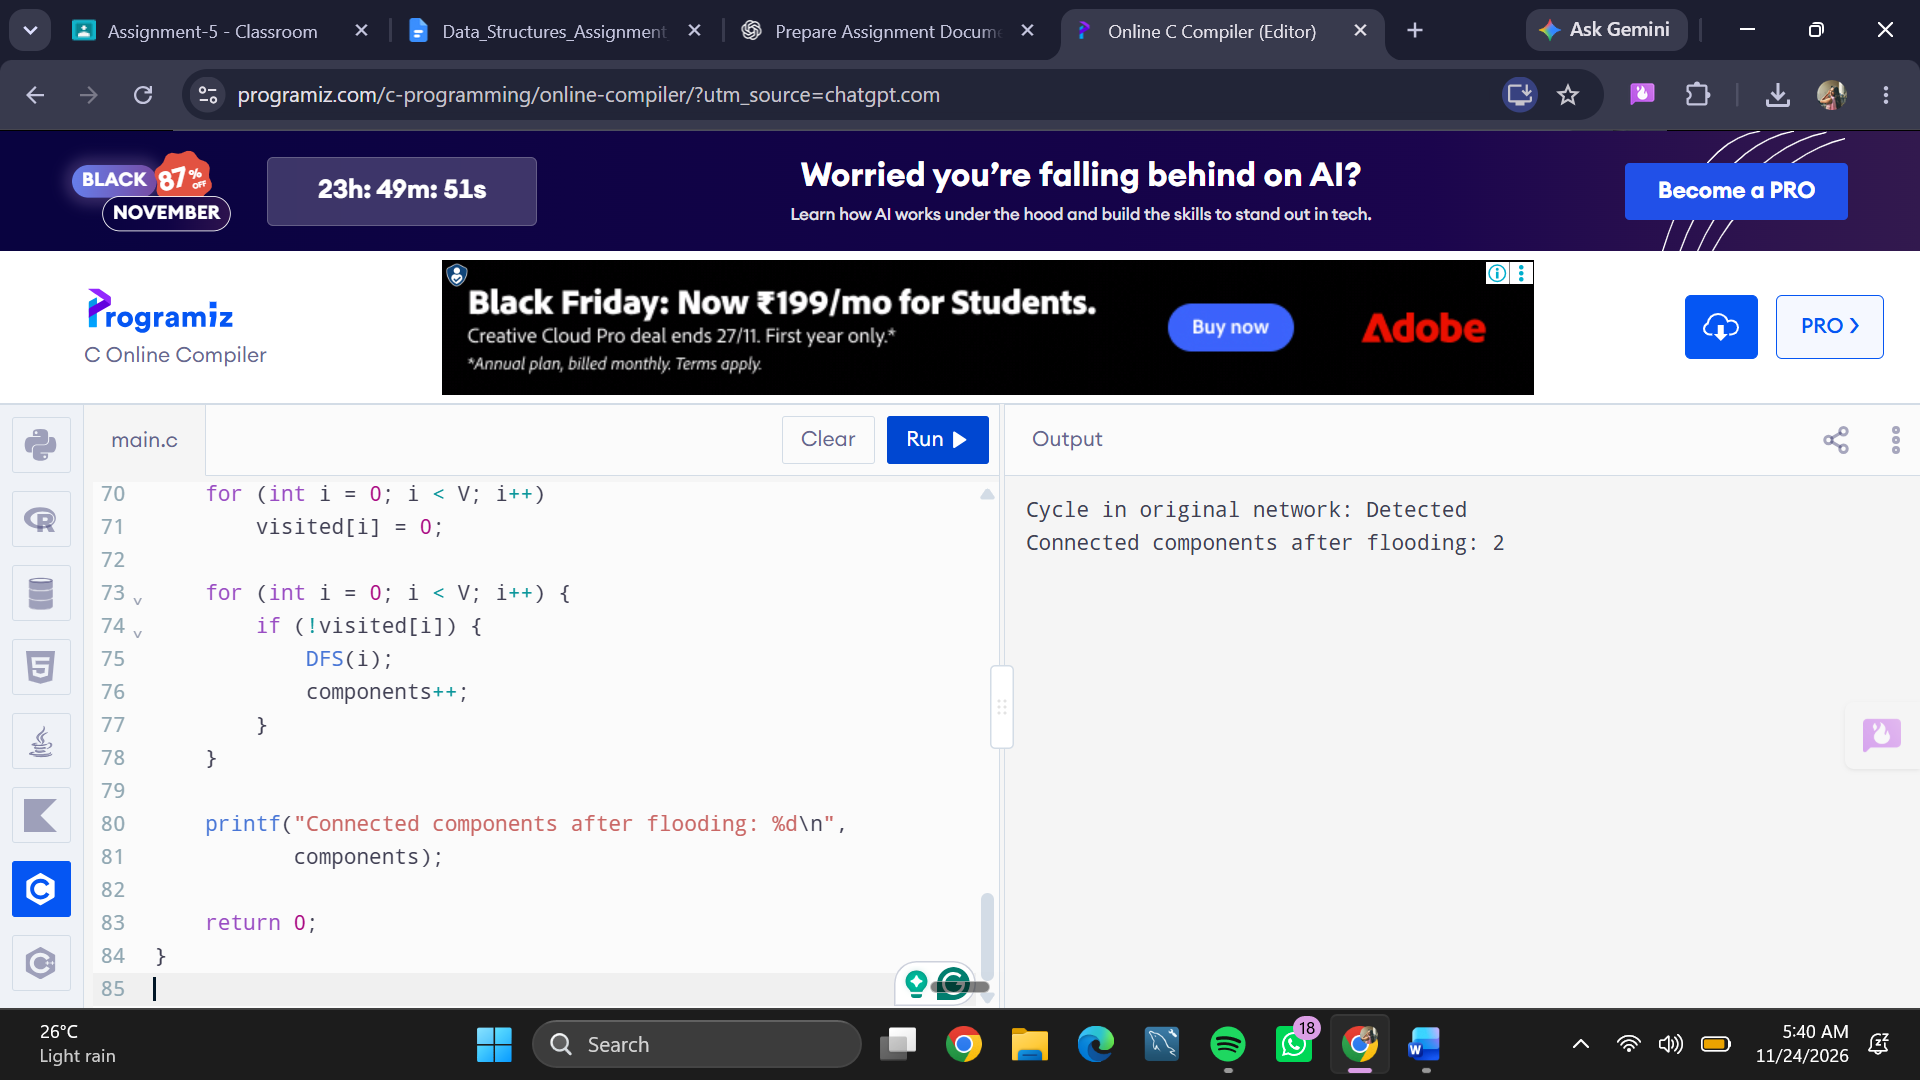 Assignment-5 - Classroom
Data_Structures_Assignment
Prepare Assignment Docume
Online C Compiler (Editor)
Ask Gemini
programiz.com/c-programming/online-compiler/?utm_source=chatgpt.com
BLACK 87% OFF
NOVEMBER
23h: 49m: 51s
Worried you're falling behind on AI?
Learn how AI works under the hood and build the skills to stand out in tech.
Become a PRO
Programiz
C Online Compiler
Black Friday: Now ₹199/mo for Students.
Creative Cloud Pro deal ends 27/11. First year only.*
*Annual plan, billed monthly. Terms apply.
Buy now
Adobe
PRO
main.c
Clear
Run
Output
70 for (int i = 0; i < V; i++)
71 visited[i] = 0;
72
73 for (int i = 0; i < V; i++) {
74 if (!visited[i]) {
75 DFS(i);
76 components++;
77 }
78 }
79
80 printf("Connected components after flooding: %d\n",
81 components);
82
83 return 0;
84 }
85
Cycle in original network: Detected
Connected components after flooding: 2
26°C
Light rain
Search
18
5:40 AM
11/24/2026